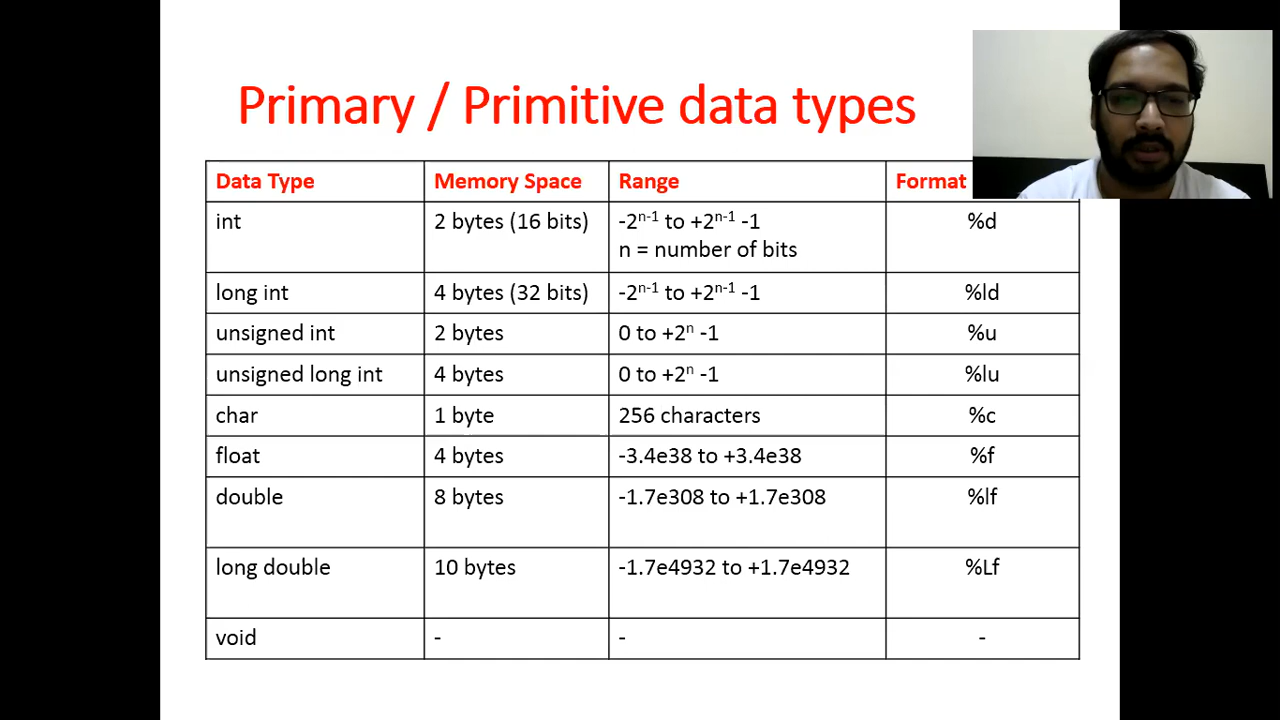 Primary / Primitive data types
Data Type Memory Space Range Format
int 2 bytes (16 bits) -2ⁿ⁻¹ to +2ⁿ⁻¹ -1 %d
n = number of bits
long int 4 bytes (32 bits) -2ⁿ⁻¹ to +2ⁿ⁻¹ -1 %ld
unsigned int 2 bytes 0 to +2ⁿ -1 %u
unsigned long int 4 bytes 0 to +2ⁿ -1 %lu
char 1 byte 256 characters %c
float 4 bytes -3.4e38 to +3.4e38 %f
double 8 bytes -1.7e308 to +1.7e308 %lf
long double 10 bytes -1.7e4932 to +1.7e4932 %Lf
void - - -